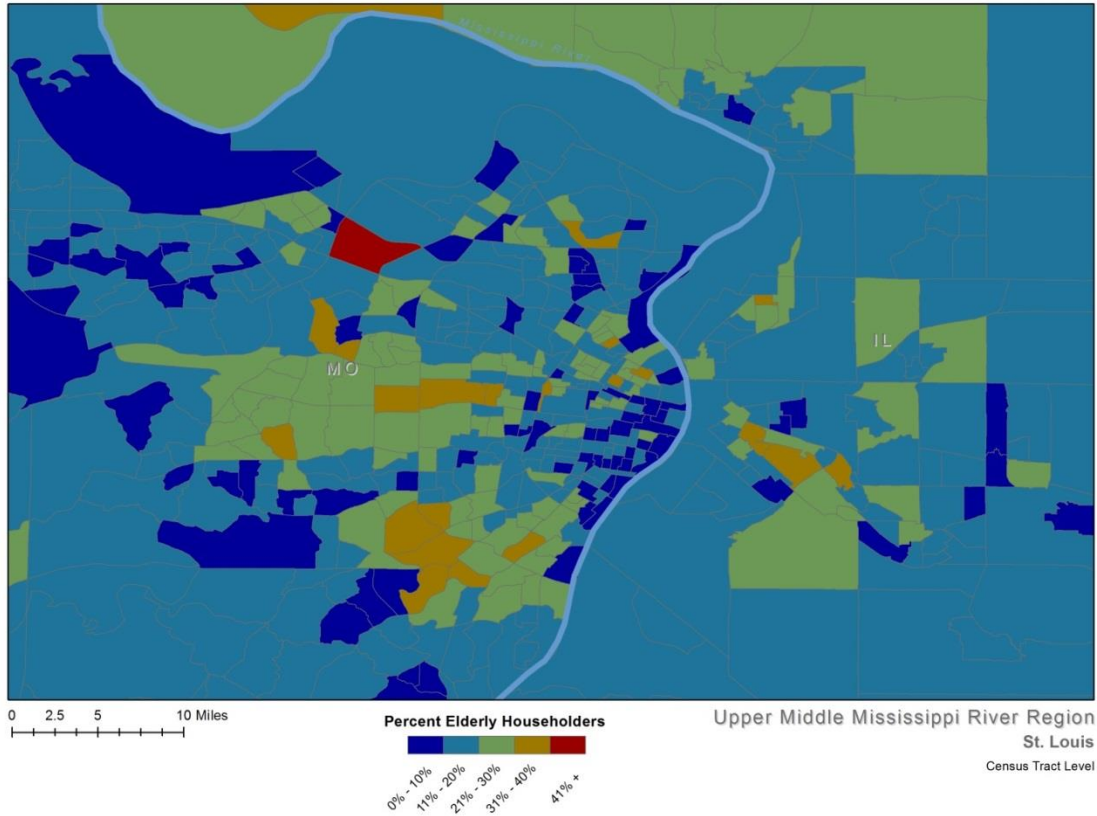 Mississippi River
IL
MO
0 2.5 5 10 Miles
Percent Elderly Householders
0% - 10%
11% - 20%
21% - 30%
31% - 40%
41% +
Upper Middle Mississippi River Region
St. Louis
Census Tract Level